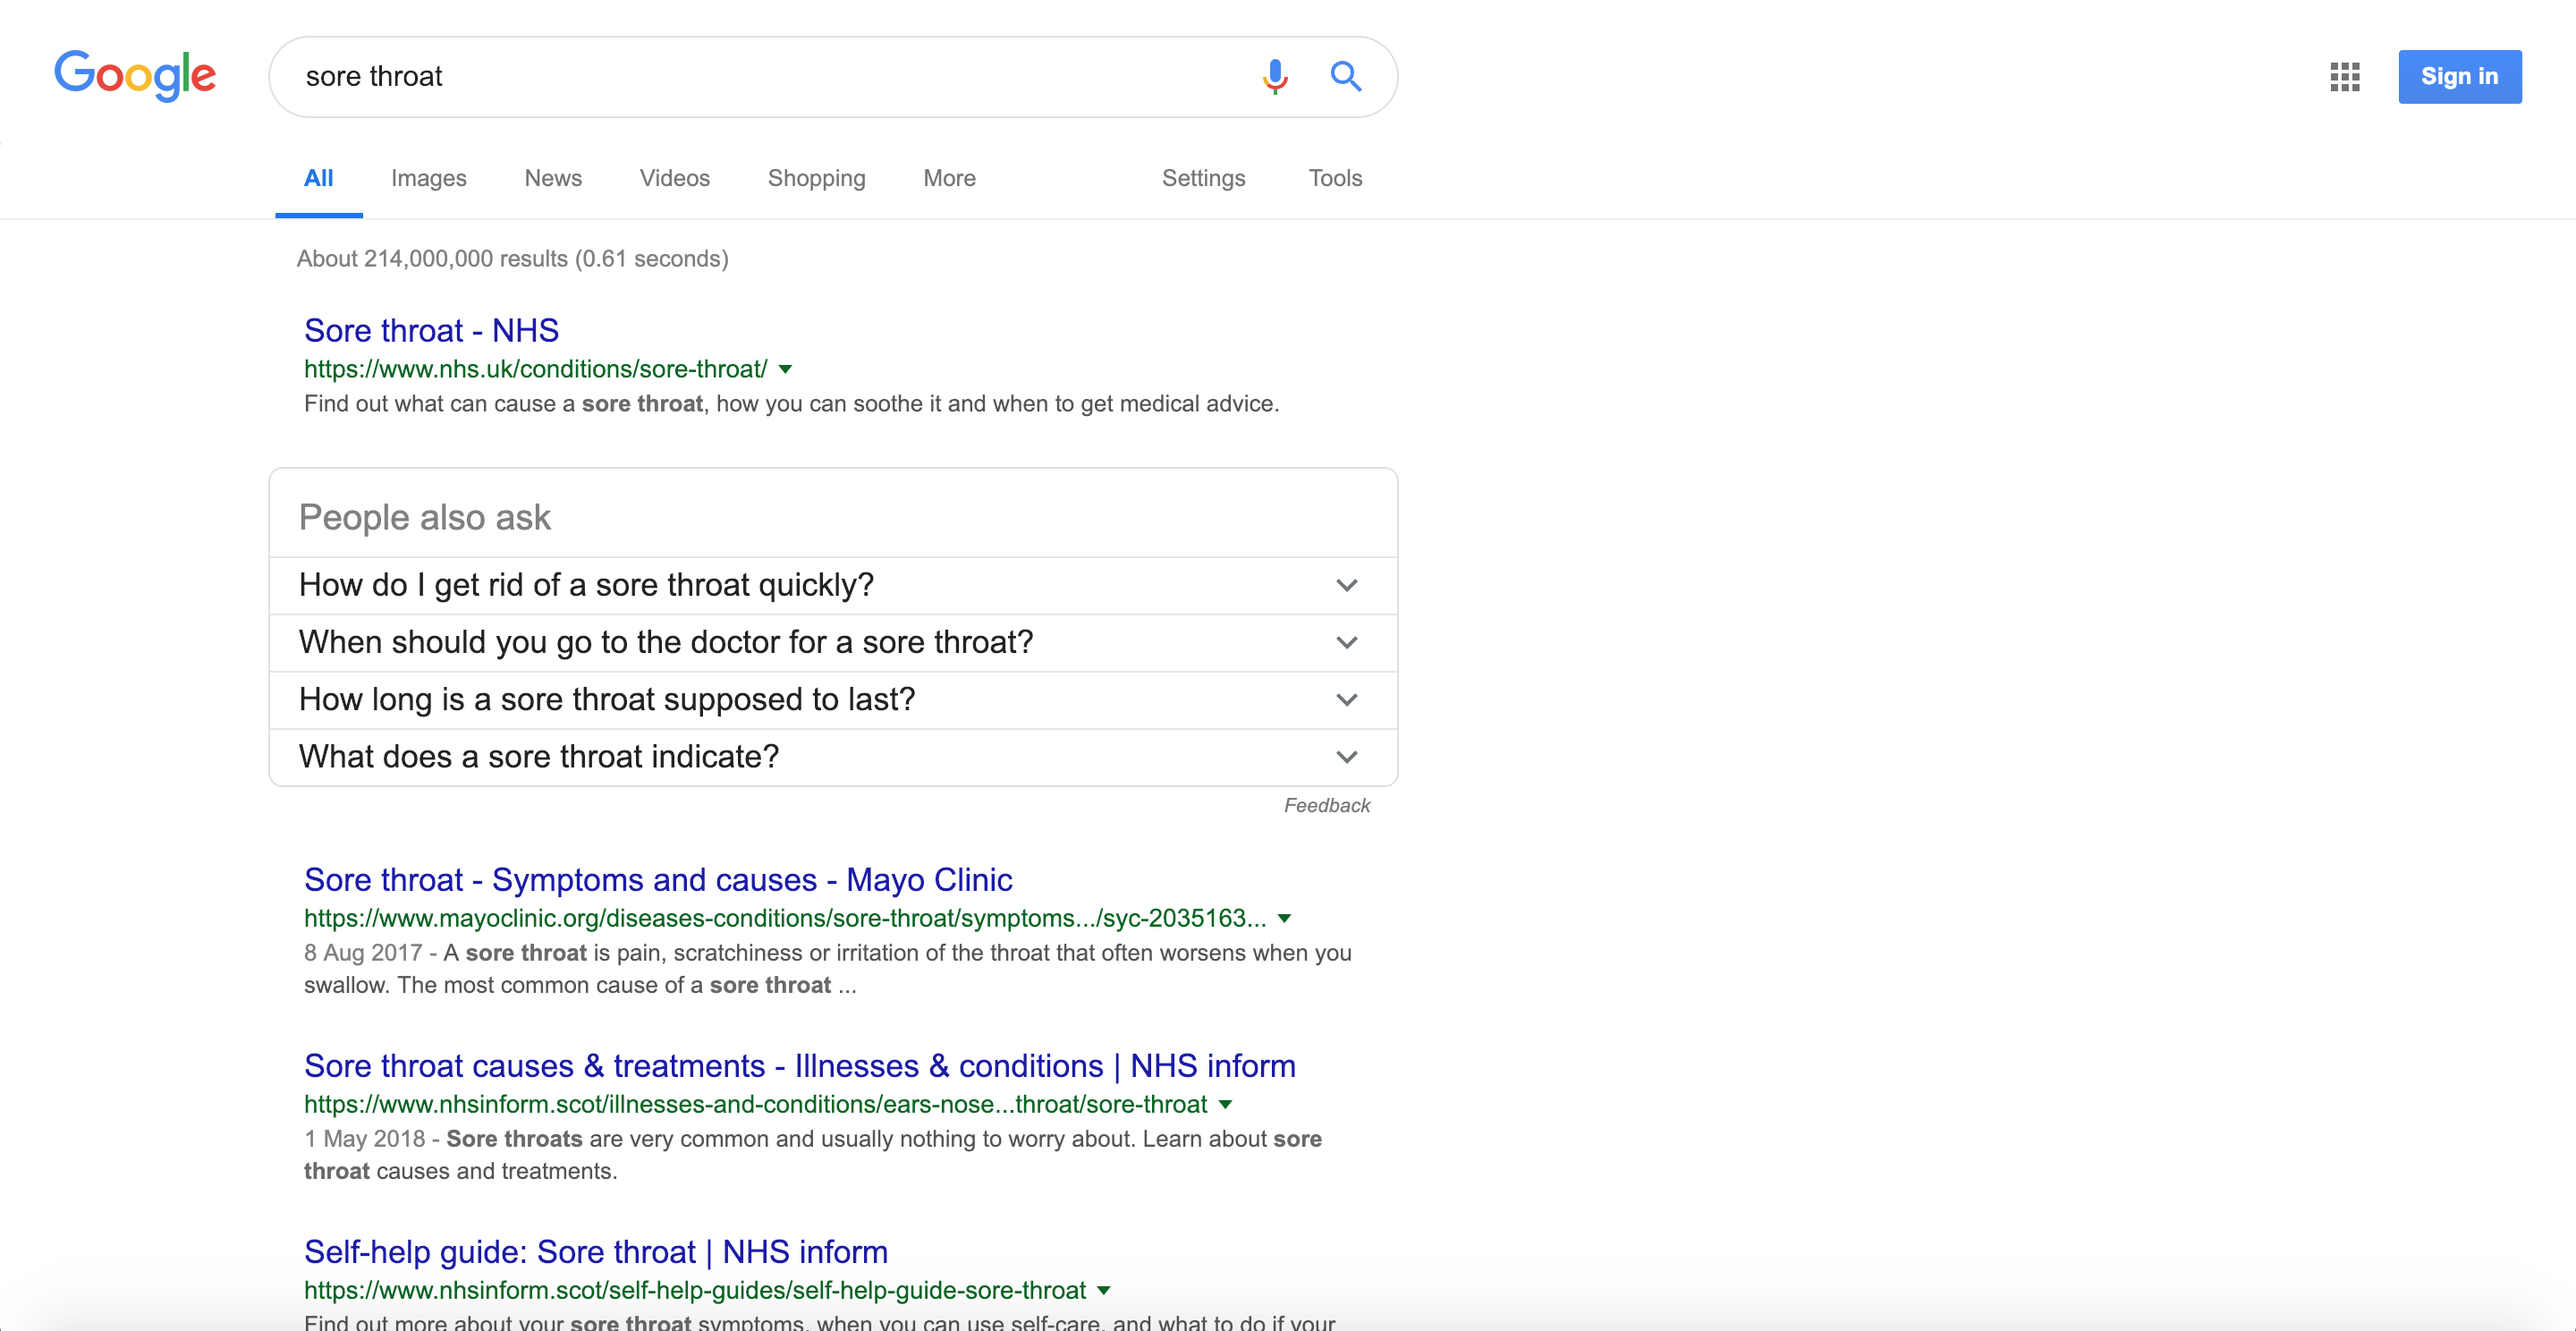 Google
sore throat
Sign in
All Images News Videos Shopping More Settings Tools
About 214,000,000 results (0.61 seconds)
Sore throat - NHS
https://www.nhs.uk/conditions/sore-throat/
Find out what can cause a sore throat, how you can soothe it and when to get medical advice.
People also ask
How do I get rid of a sore throat quickly?
When should you go to the doctor for a sore throat?
How long is a sore throat supposed to last?
What does a sore throat indicate?
Feedback
Sore throat - Symptoms and causes - Mayo Clinic
https://www.mayoclinic.org/diseases-conditions/sore-throat/symptoms.../syc-2035163...
8 Aug 2017 - A sore throat is pain, scratchiness or irritation of the throat that often worsens when you
swallow. The most common cause of a sore throat ...
Sore throat causes & treatments - Illnesses & conditions | NHS inform
https://www.nhsinform.scot/illnesses-and-conditions/ears-nose...throat/sore-throat
1 May 2018 - Sore throats are very common and usually nothing to worry about. Learn about sore
throat causes and treatments.
Self-help guide: Sore throat | NHS inform
https://www.nhsinform.scot/self-help-guides/self-help-guide-sore-throat
Find out more about your sore throat symptoms, when you can use self-care, and what to do if your